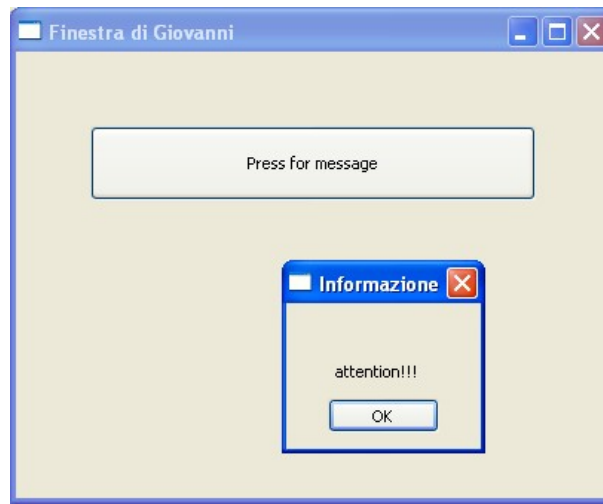 Finestra di Giovanni
Press for message
Informazione
attention!!!
OK